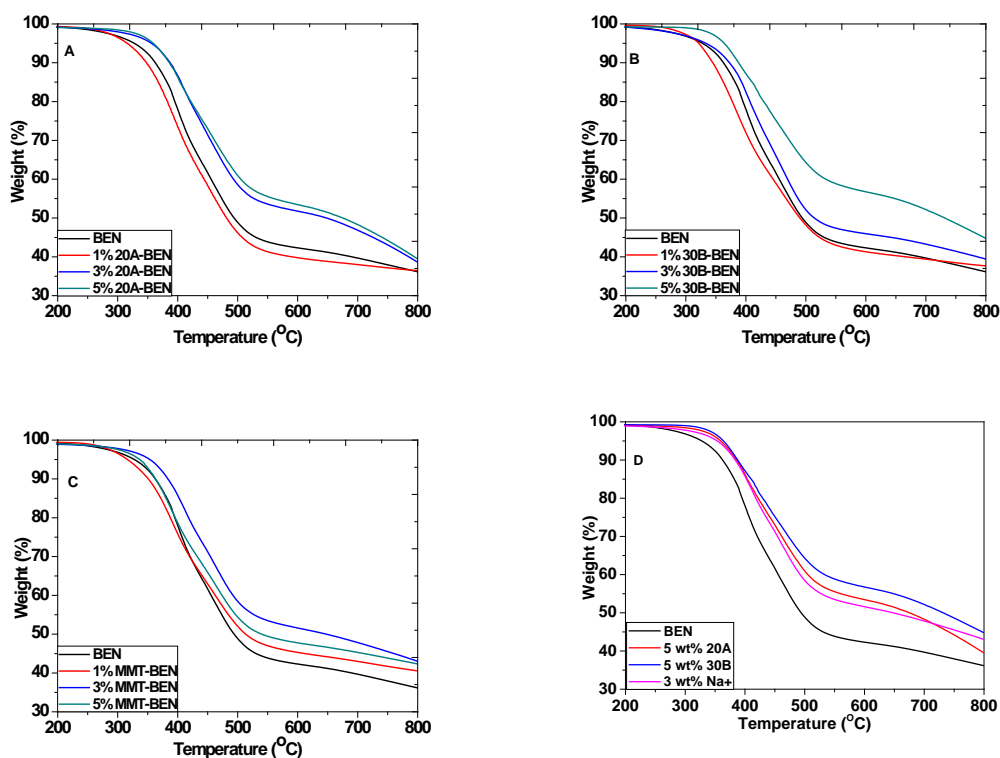 100
90
80
70
60
50
40
30
200 300 400 500 600 700 800
Weight (%)
Temperature (OC)
A
BEN
1% 20A-BEN
3% 20A-BEN
5% 20A-BEN
100
90
80
70
60
50
40
30
200 300 400 500 600 700 800
Weight (%)
Temperature (OC)
B
BEN
1% 30B-BEN
3% 30B-BEN
5% 30B-BEN
100
90
80
70
60
50
40
30
200 300 400 500 600 700 800
Weight (%)
Temperature (OC)
C
BEN
1% MMT-BEN
3% MMT-BEN
5% MMT-BEN
100
90
80
70
60
50
40
30
200 300 400 500 600 700 800
Weight (%)
Temperature (OC)
D
BEN
5 wt% 20A
5 wt% 30B
3 wt% Na+